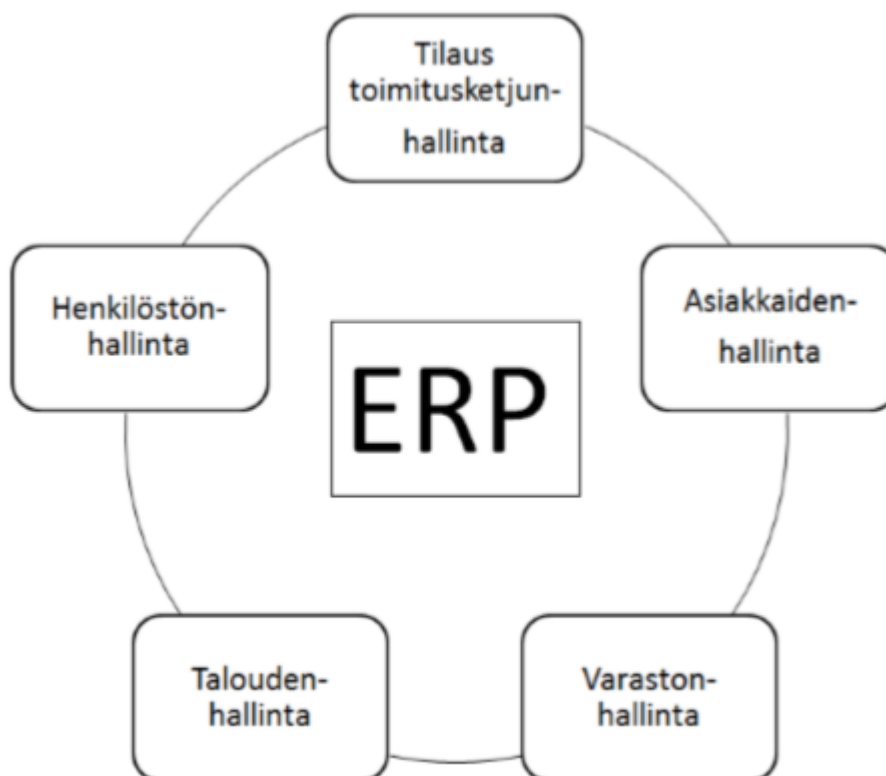 Tilaus
toimitusketjun-
hallinta
Henkilöstön-
hallinta
Asiakkaiden-
hallinta
ERP
Talouden-
hallinta
Varaston-
hallinta